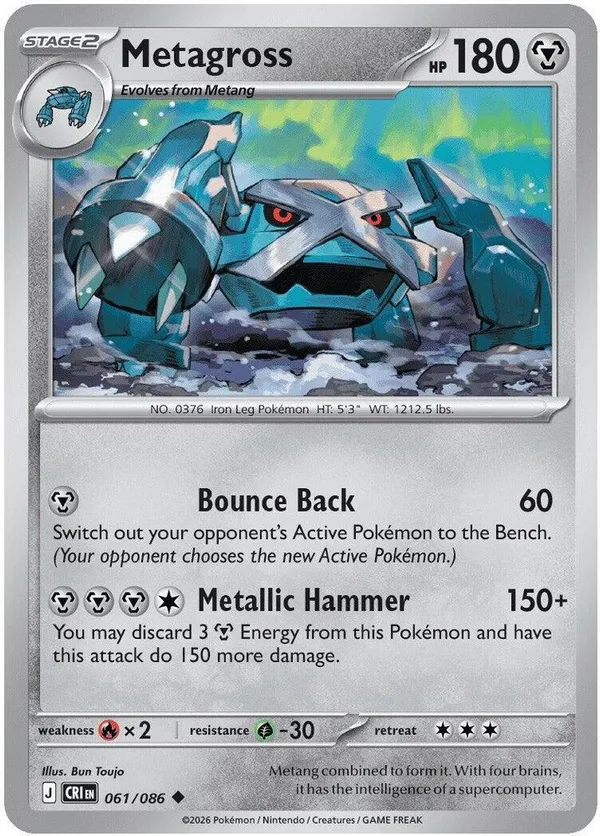 STAGE2 Metagross HP 180
Evolves from Metang
NO. 0376 Iron Leg Pokémon HT: 5'3" WT: 1212.5 lbs.
Bounce Back 60
Switch out your opponent's Active Pokémon to the Bench.
(Your opponent chooses the new Active Pokémon.)
Metallic Hammer 150+
You may discard 3 Energy from this Pokémon and have
this attack do 150 more damage.
weakness ×2 resistance -30 retreat
Illus. Bun Toujo
Metang combined to form it. With four brains,
it has the intelligence of a supercomputer.
J CRI EN 061/086
©2026 Pokémon / Nintendo / Creatures / GAME FREAK